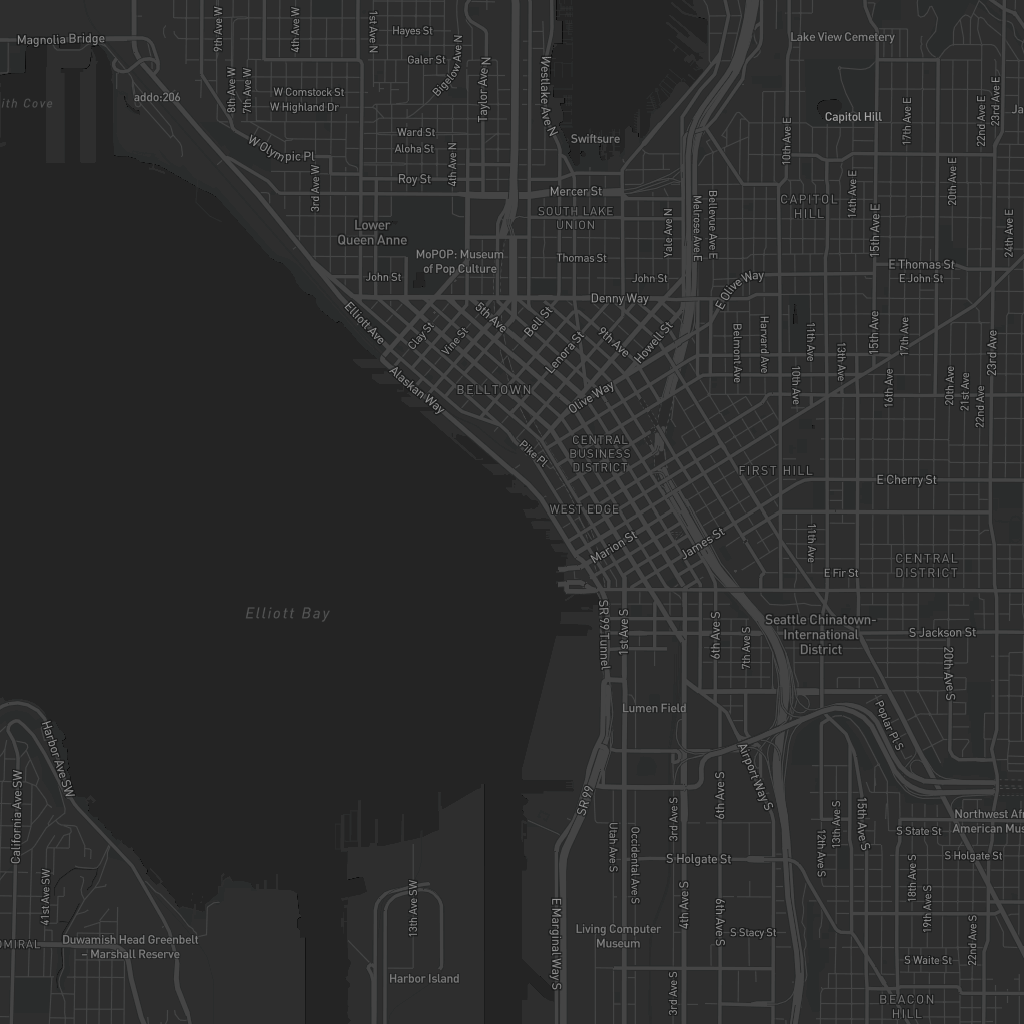 Magnolia Bridge
9th Ave W
4th Ave W
1st Ave N
Hayes St
Galer St
Bigelow Ave N
Taylor Ave N
Westlake Ave N
Lake View Cemetery
ith Cove
addo:206
8th Ave W
7th Ave W
W Comstock St
W Highland Dr
Ward St
Aloha St
W Olympic Pl
3rd Ave W
Roy St
4th Ave N
Swiftsure
Mercer St
SOUTH LAKE
UNION
Yale Ave N
Melrose Ave E
Bellevue Ave E
10th Ave E
Capitol Hill
17th Ave E
22nd Ave E
23rd Ave E
Ja
14th Ave E
20th Ave E
CAPITOL
HILL
15th Ave E
24th Ave E
Lower
Queen Anne
MoPOP: Museum
of Pop Culture
John St
Thomas St
John St
E Thomas St
E John St
Denny Way
E Olive Way
Elliott Ave
Clay St
Vine St
5th Ave
Bell St
Lenora St
9th Ave
Howell St
Belmont Ave
Harvard Ave
11th Ave
10th Ave
13th Ave
15th Ave E
17th Ave
16th Ave
20th Ave
21st Ave
22nd Ave
23rd Ave
Alaskan Way
BELLTOWN
Olive Way
Pike Pl
CENTRAL
BUSINESS
DISTRICT
FIRST HILL
E Cherry St
WEST EDGE
Marion St
James St
11th Ave
E Fir St
CENTRAL
DISTRICT
Elliott Bay
SR 99 Tunnel
1st Ave S
6th Ave S
7th Ave S
Seattle Chinatown-
International
District
S Jackson St
20th Ave S
Lumen Field
Poplar Pl S
Harbor Ave SW
California Ave SW
41st Ave SW
SR 99
Airport Way S
6th Ave S
3rd Ave S
Utah Ave S
Occidental Ave S
12th Ave S
13th Ave S
15th Ave S
Northwest Afri
American Mus
S State St
S Holgate St
S Holgate St
18th Ave S
19th Ave S
22nd Ave S
DMIRAL
Duwamish Head Greenbelt
- Marshall Reserve
13th Ave SW
Harbor Island
E Marginal Way S
4th Ave S
6th Ave S
Living Computer
Museum
S Stacy St
3rd Ave S
S Waite St
BEACON
HILL